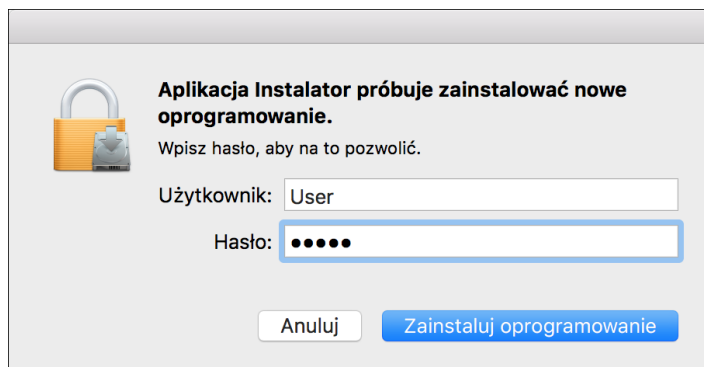 Aplikacja Instalator próbuje zainstalować nowe
oprogramowanie.
Wpisz hasło, aby na to pozwolić.
Użytkownik: User
Hasło: •••••
Anuluj Zainstaluj oprogramowanie